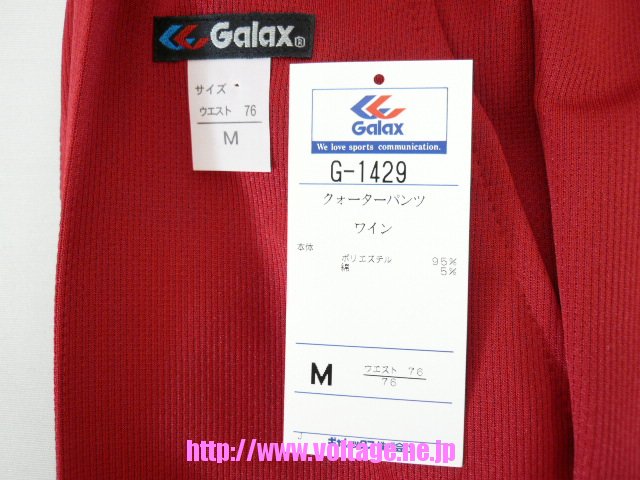 Galax®
サイズ
ウエスト 76
M
Galax
We love sports communication.
G-1429
クォーターパンツ
ワイン
本体
ポリエステル 95%
綿 5%
M
ウエスト 76
76
J
http://www.voltage.ne.jp